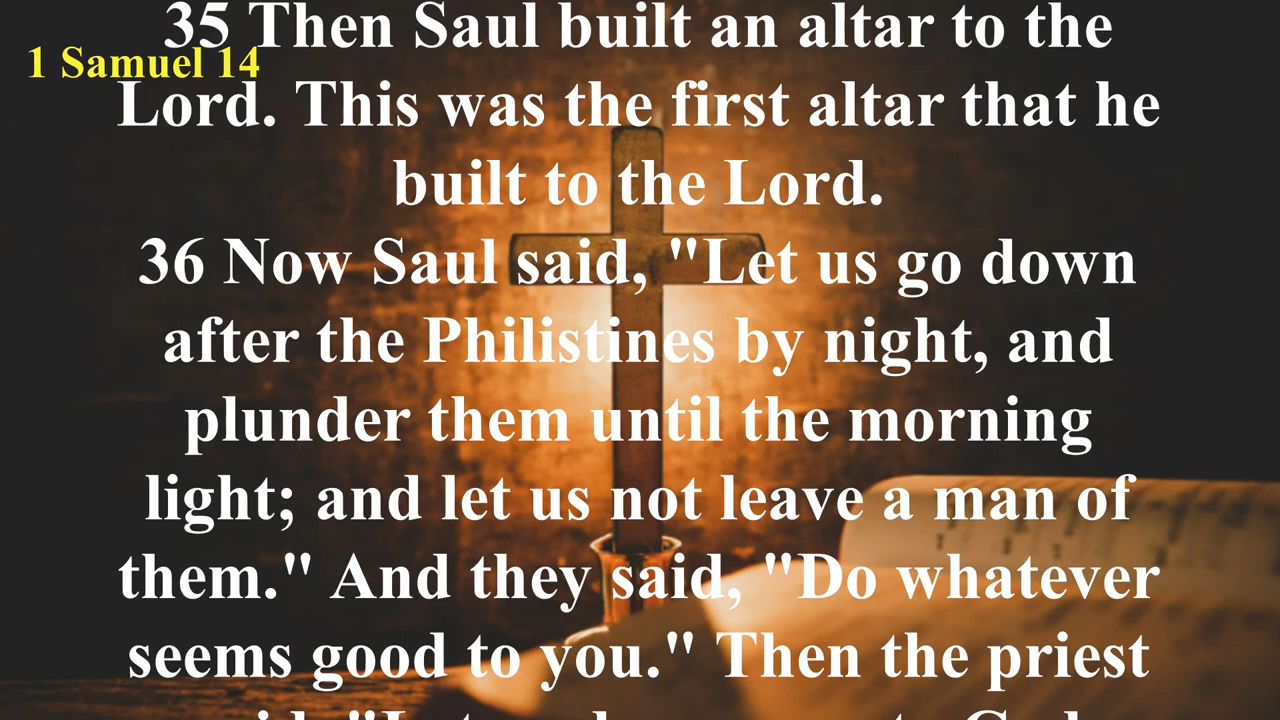 35 Then Saul built an altar to the
1 Samuel 14
Lord. This was the first altar that he
built to the Lord.
36 Now Saul said, "Let us go down
after the Philistines by night, and
plunder them until the morning
light; and let us not leave a man of
them." And they said, "Do whatever
seems good to you." Then the priest